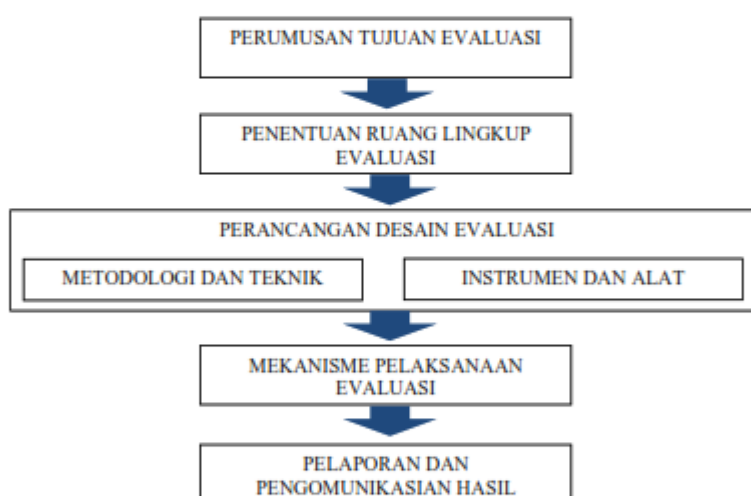 PERUMUSAN TUJUAN EVALUASI
PENENTUAN RUANG LINGKUP
EVALUASI
PERANCANGAN DESAIN EVALUASI
METODOLOGI DAN TEKNIK
INSTRUMEN DAN ALAT
MEKANISME PELAKSANAAN
EVALUASI
PELAPORAN DAN
PENGOMUNIKASIAN HASIL